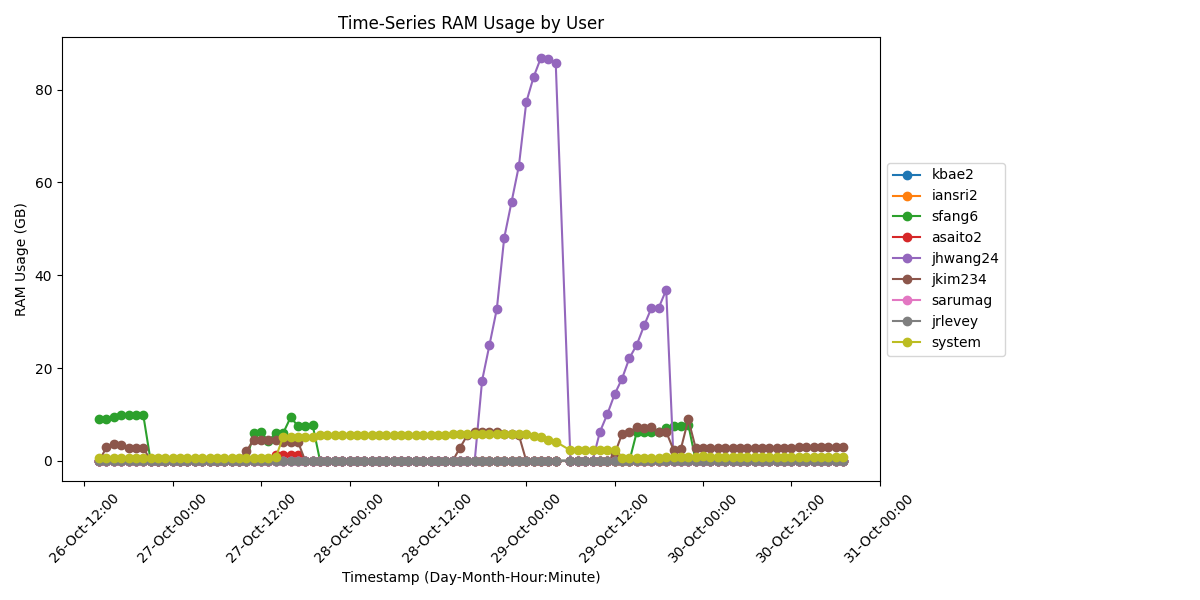 Time-Series RAM Usage by User
RAM Usage (GB)
80
60
40
20
0
26-Oct-12:00
27-Oct-00:00
27-Oct-12:00
28-Oct-00:00
28-Oct-12:00
29-Oct-00:00
29-Oct-12:00
30-Oct-00:00
30-Oct-12:00
31-Oct-00:00
Timestamp (Day-Month-Hour:Minute)
kbae2
iansri2
sfang6
asaito2
jhwang24
jkim234
sarumag
jrlevey
system